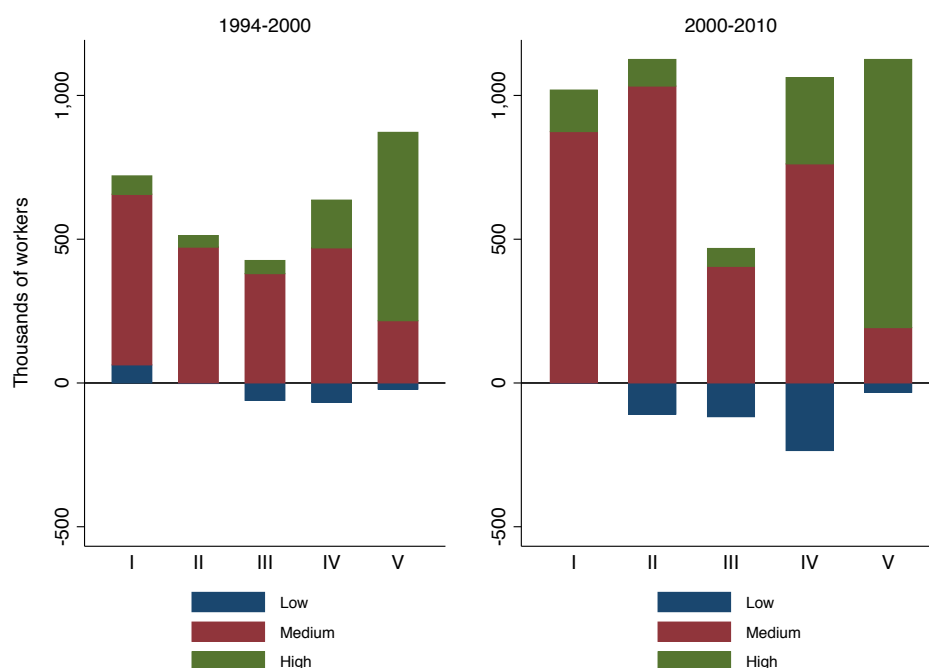 1994-2000
2000-2010
Thousands of workers
1,000
500
0
-500
I II III IV V
1,000
500
0
-500
I II III IV V
Low
Medium
High
Low
Medium
High